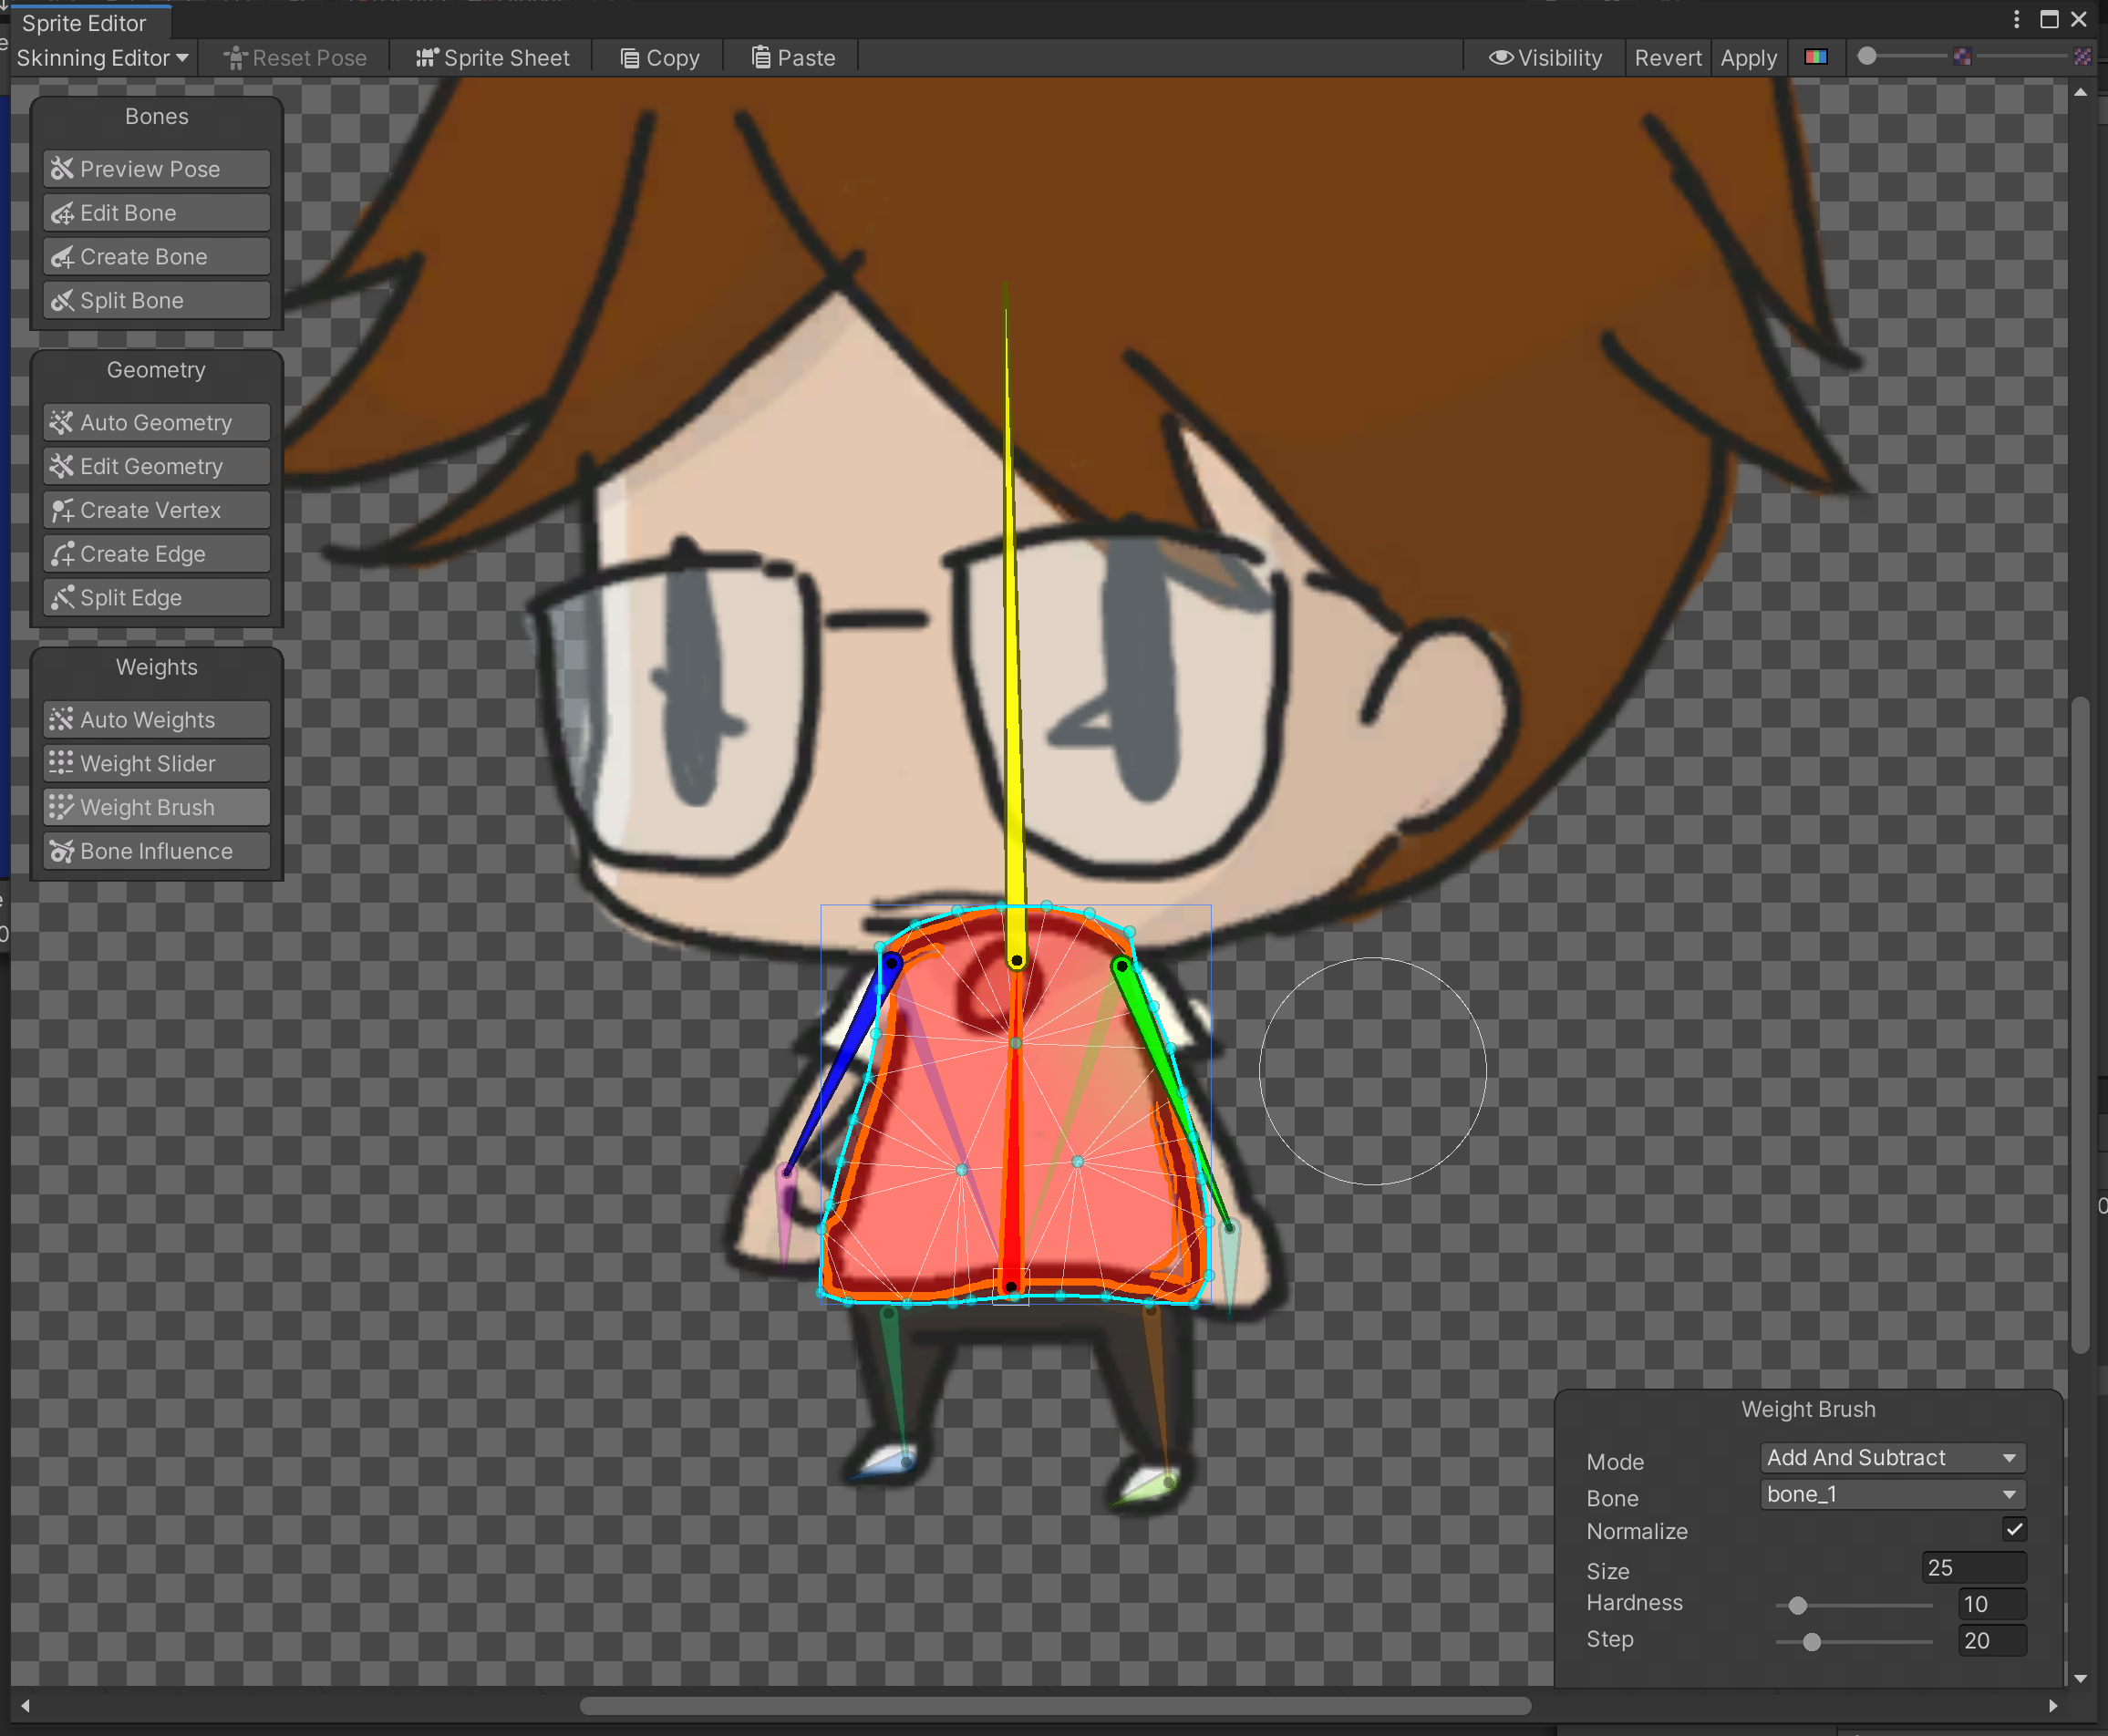 Sprite Editor
Skinning Editor
Reset Pose
Sprite Sheet
Copy
Paste
Visibility
Revert
Apply
Bones
Preview Pose
Edit Bone
Create Bone
Split Bone
Geometry
Auto Geometry
Edit Geometry
Create Vertex
Create Edge
Split Edge
Weights
Auto Weights
Weight Slider
Weight Brush
Bone Influence
Weight Brush
Mode Add And Subtract
Bone bone_1
Normalize
Size 25
Hardness 10
Step 20